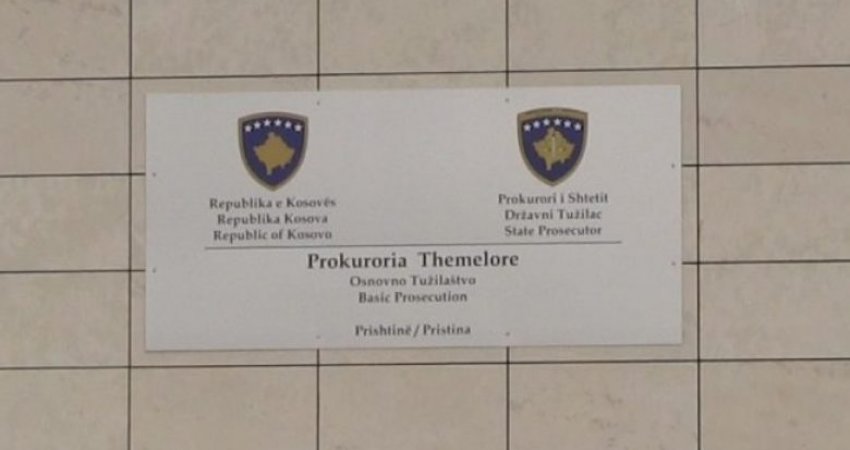 Republika e Kosovës
Republika Kosova
Republic of Kosovo
Prokurori i Shtetit
Državni Tužilac
State Prosecutor
Prokuroria Themelore
Osnovno Tužilaštvo
Basic Prosecution
Prishtinë / Pristina